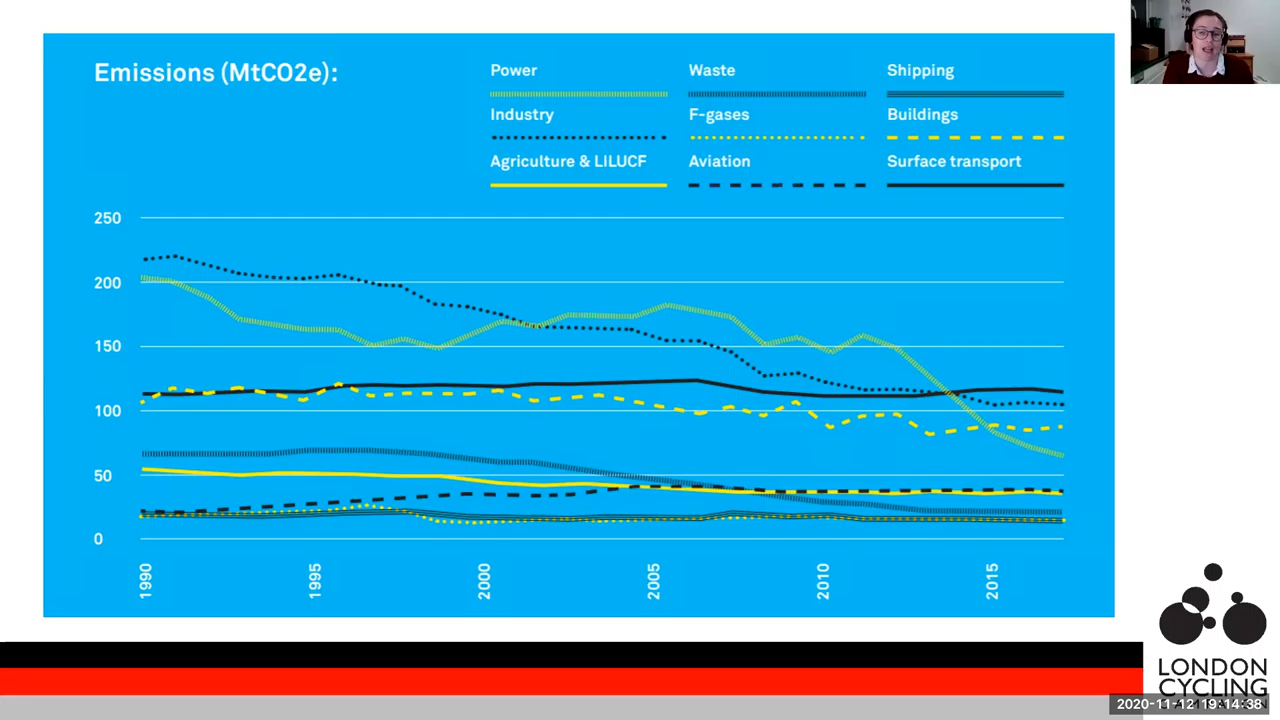 Emissions (MtCO2e):
Power
Waste
Shipping
Industry
F-gases
Buildings
Agriculture & LILUCF
Aviation
Surface transport
250
200
150
100
50
0
1990
1995
2000
2005
2010
2015
LONDON
CYCLING
CAMPAIGN
2020-11-12 19:14:38